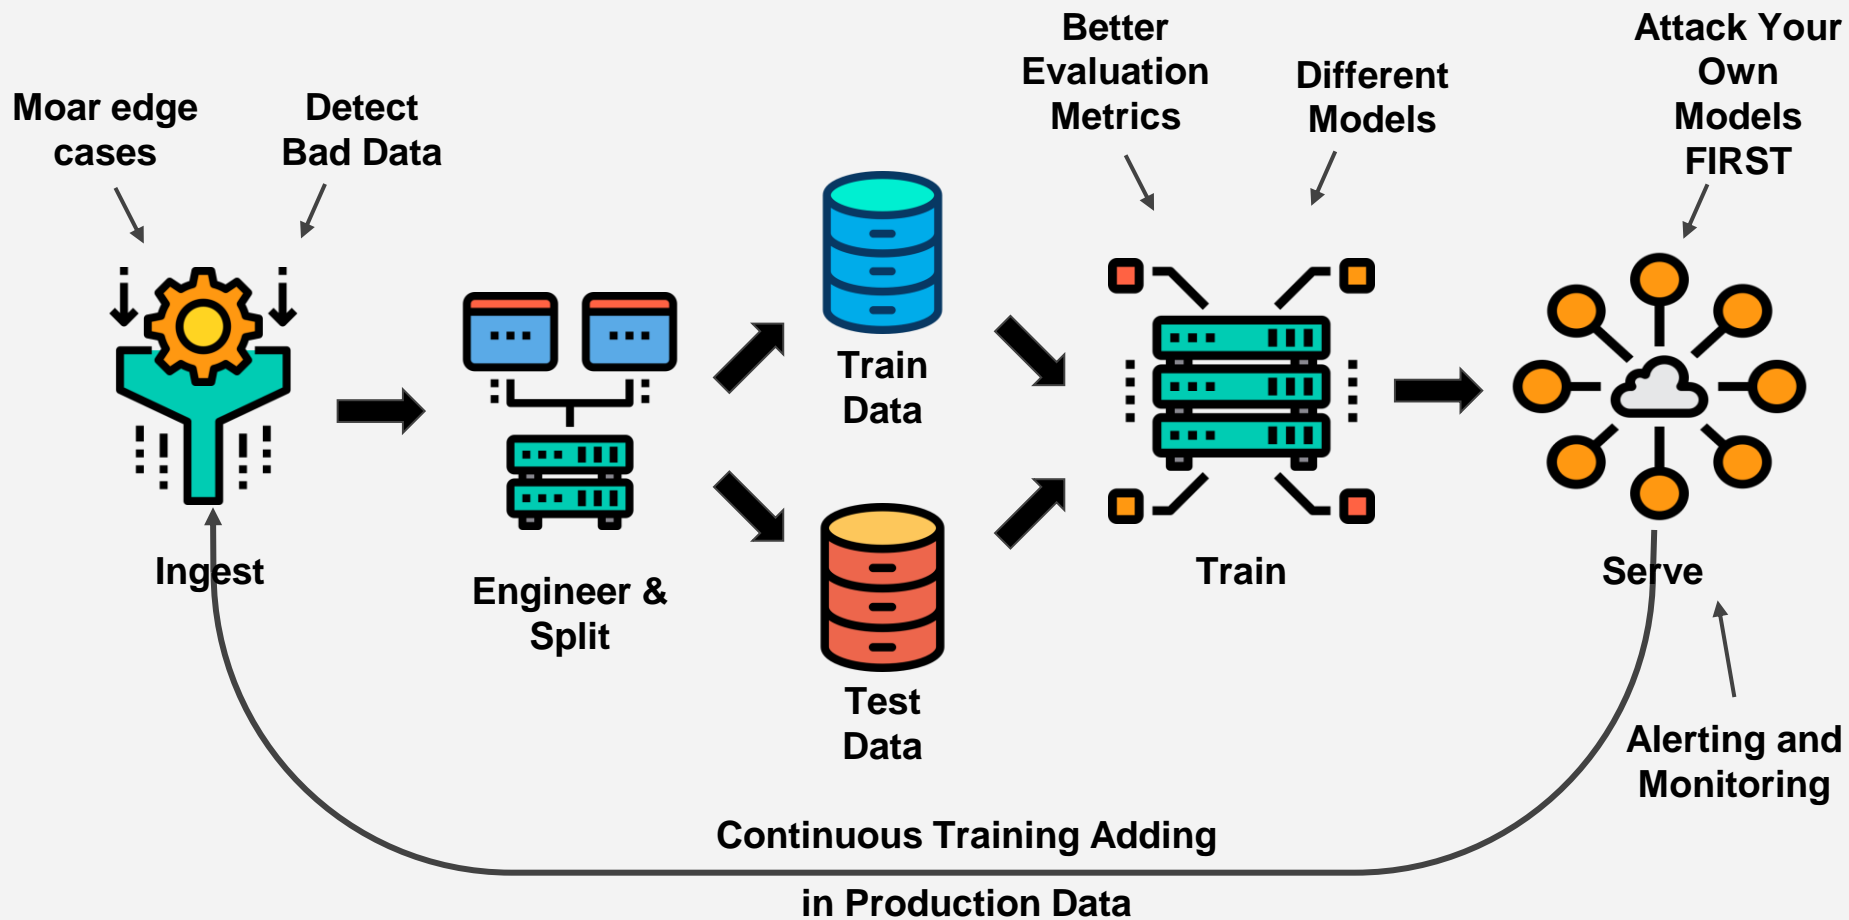 Moar edge
cases
Detect
Bad Data
Better
Evaluation
Metrics
Different
Models
Attack Your
Own
Models
FIRST
Ingest
Engineer &
Split
Train
Data
Test
Data
Train
Serve
Alerting and
Monitoring
Continuous Training Adding
in Production Data